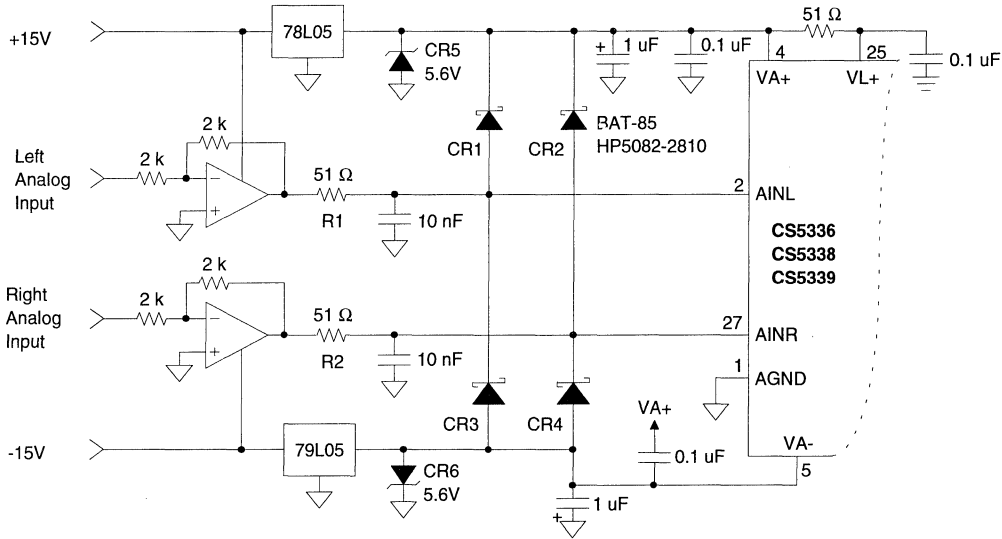 +15V
78L05
CR5
5.6V
+
1 uF
0.1 uF
51 Ω
4
25
VA+
VL+
0.1 uF
CR1
CR2
BAT-85
HP5082-2810
Left
Analog
Input
2 k
2 k
−
+
51 Ω
R1
10 nF
2
AINL
CS5336
CS5338
CS5339
Right
Analog
Input
2 k
2 k
−
+
51 Ω
R2
10 nF
27
AINR
1
AGND
CR3
CR4
VA+
0.1 uF
VA-
5
-15V
79L05
CR6
5.6V
+
1 uF